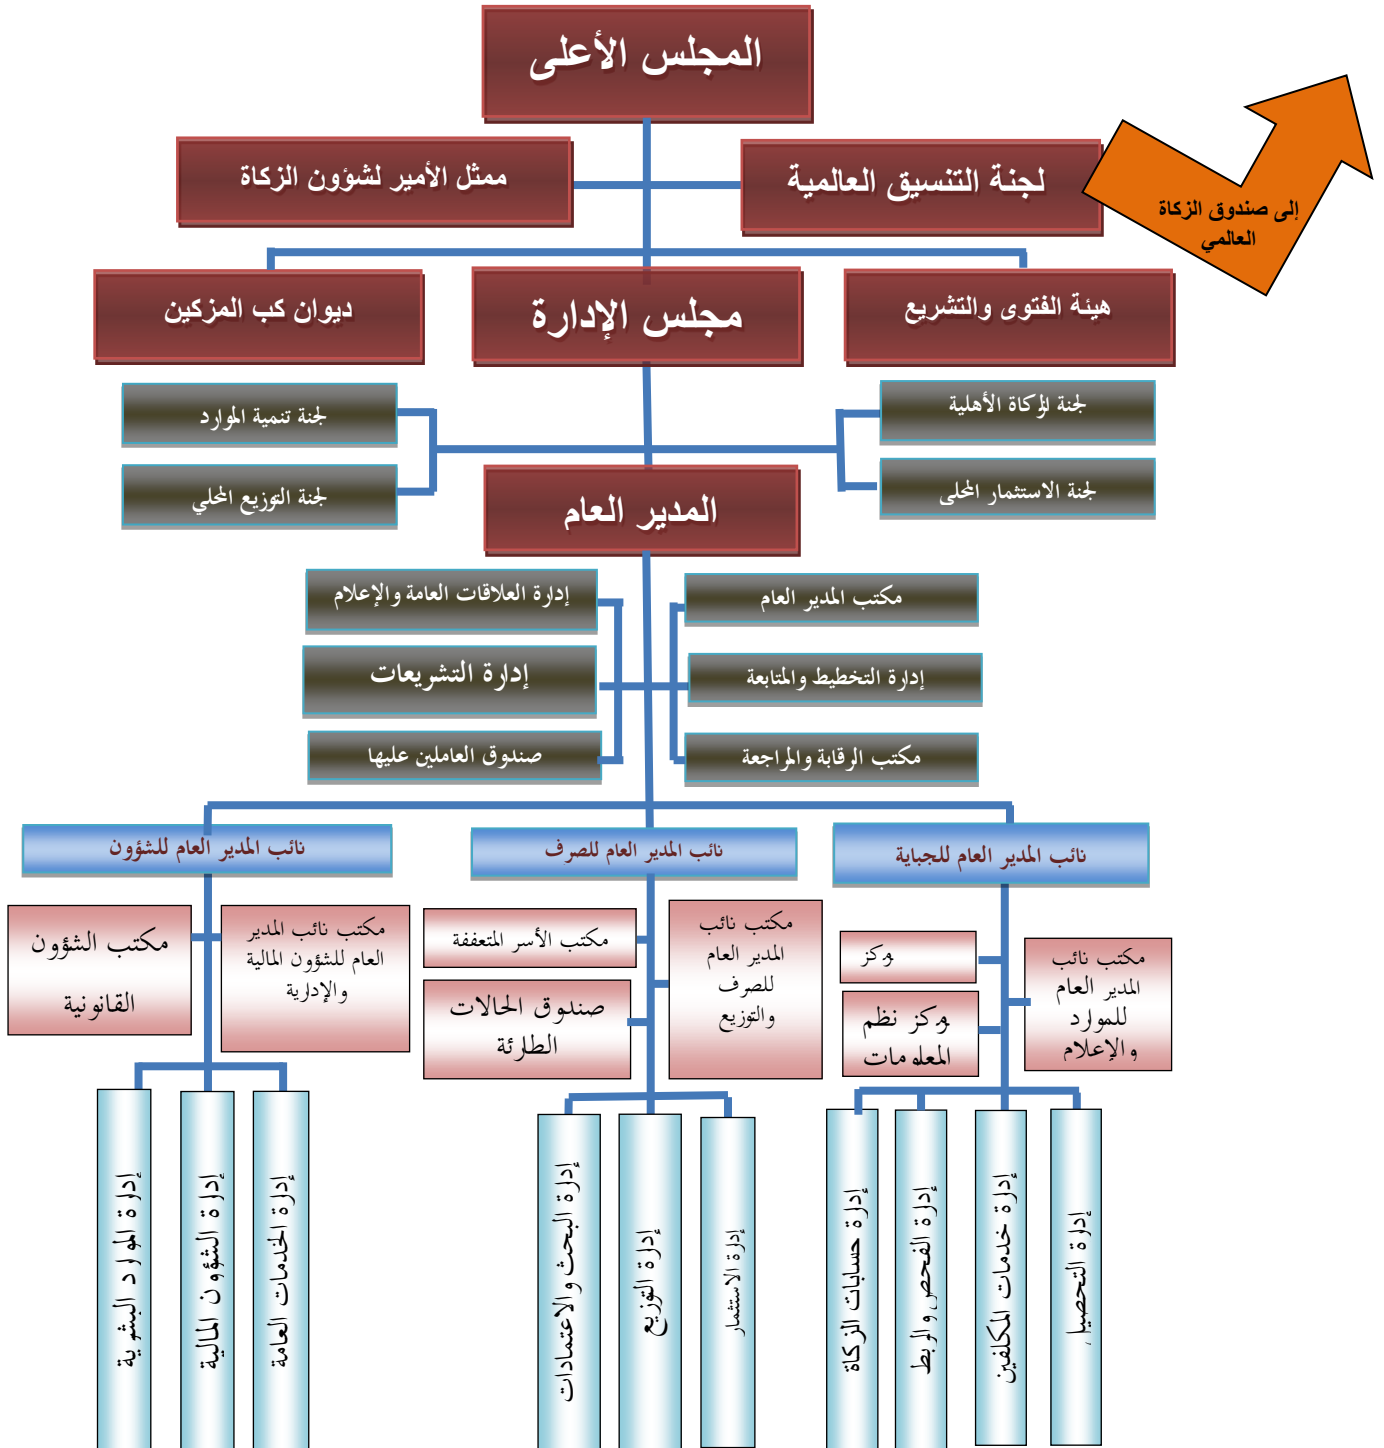 المجلس الأعلى
لجنة التنسيق العالمية
ممثل الأمير لشؤون الزكاة
إلى صندوق الزكاة
العالمي
هيئة الفتوى والتشريع
مجلس الإدارة
ديوان كب المزكين
لجنة الزكاة الأهلية
لجنة تنمية الموارد
لجنة الاستثمار المحلى
لجنة التوزيع المحلي
المدير العام
مكتب المدير العام
إدارة العلاقات العامة والإعلام
إدارة التخطيط والمتابعة
إدارة التشريعات
مكتب الرقابة والمراجعة
صندوق العاملين عليها
نائب المدير العام للجباية
نائب المدير العام للصرف
نائب المدير العام للشؤون
مكتب نائب
المدير العام
للموارد
والإعلام
مركز
مركز نظم
المعلومات
مكتب نائب
المدير العام
للصرف
والتوزيع
مكتب الأسر المتعففة
صندوق الحالات
الطارئة
مكتب نائب المدير
العام للشؤون المالية
والإدارية
مكتب الشؤون
القانونية
إدارة التحصيل
إدارة خدمات المكلفين
إدارة الفحص والربط
إدارة حسابات الزكاة
إدارة الاستثمار
إدارة التوزيع
إدارة البحث والاعتمادات
إدارة الخدمات العامة
إدارة الشؤون المالية
إدارة الموارد البشرية